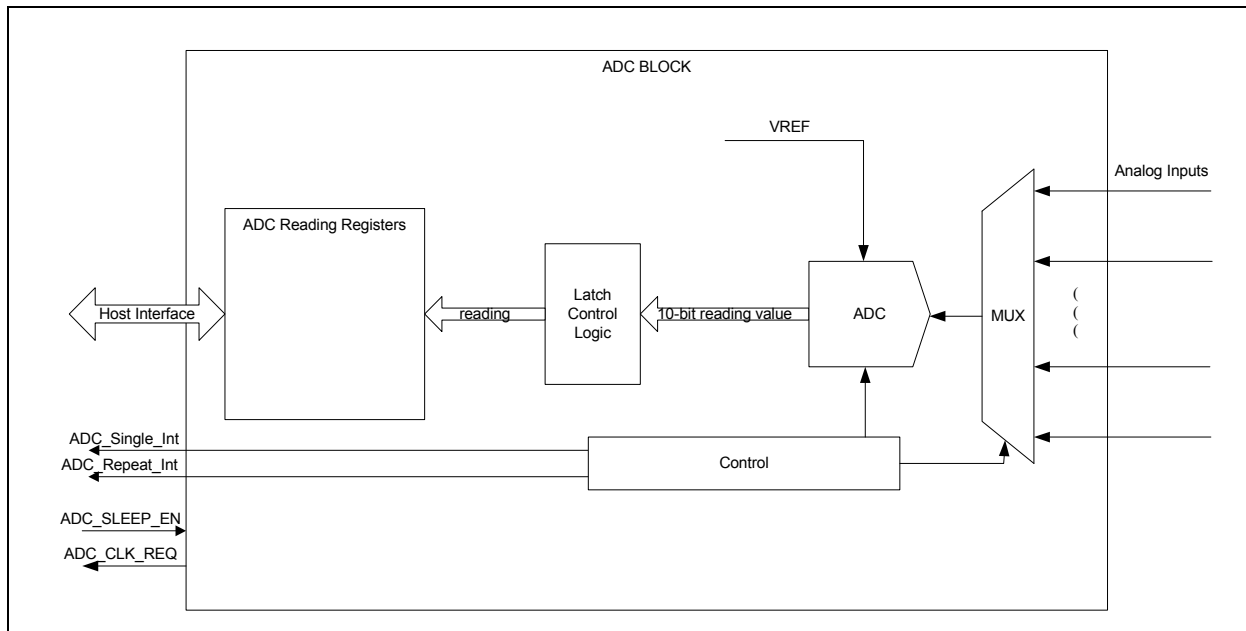 ADC BLOCK
VREF
Analog Inputs
ADC Reading Registers
Latch
Control
Logic
Host Interface
reading
10-bit reading value
ADC
MUX
(
(
(
ADC_Single_Int
ADC_Repeat_Int
Control
ADC_SLEEP_EN
ADC_CLK_REQ